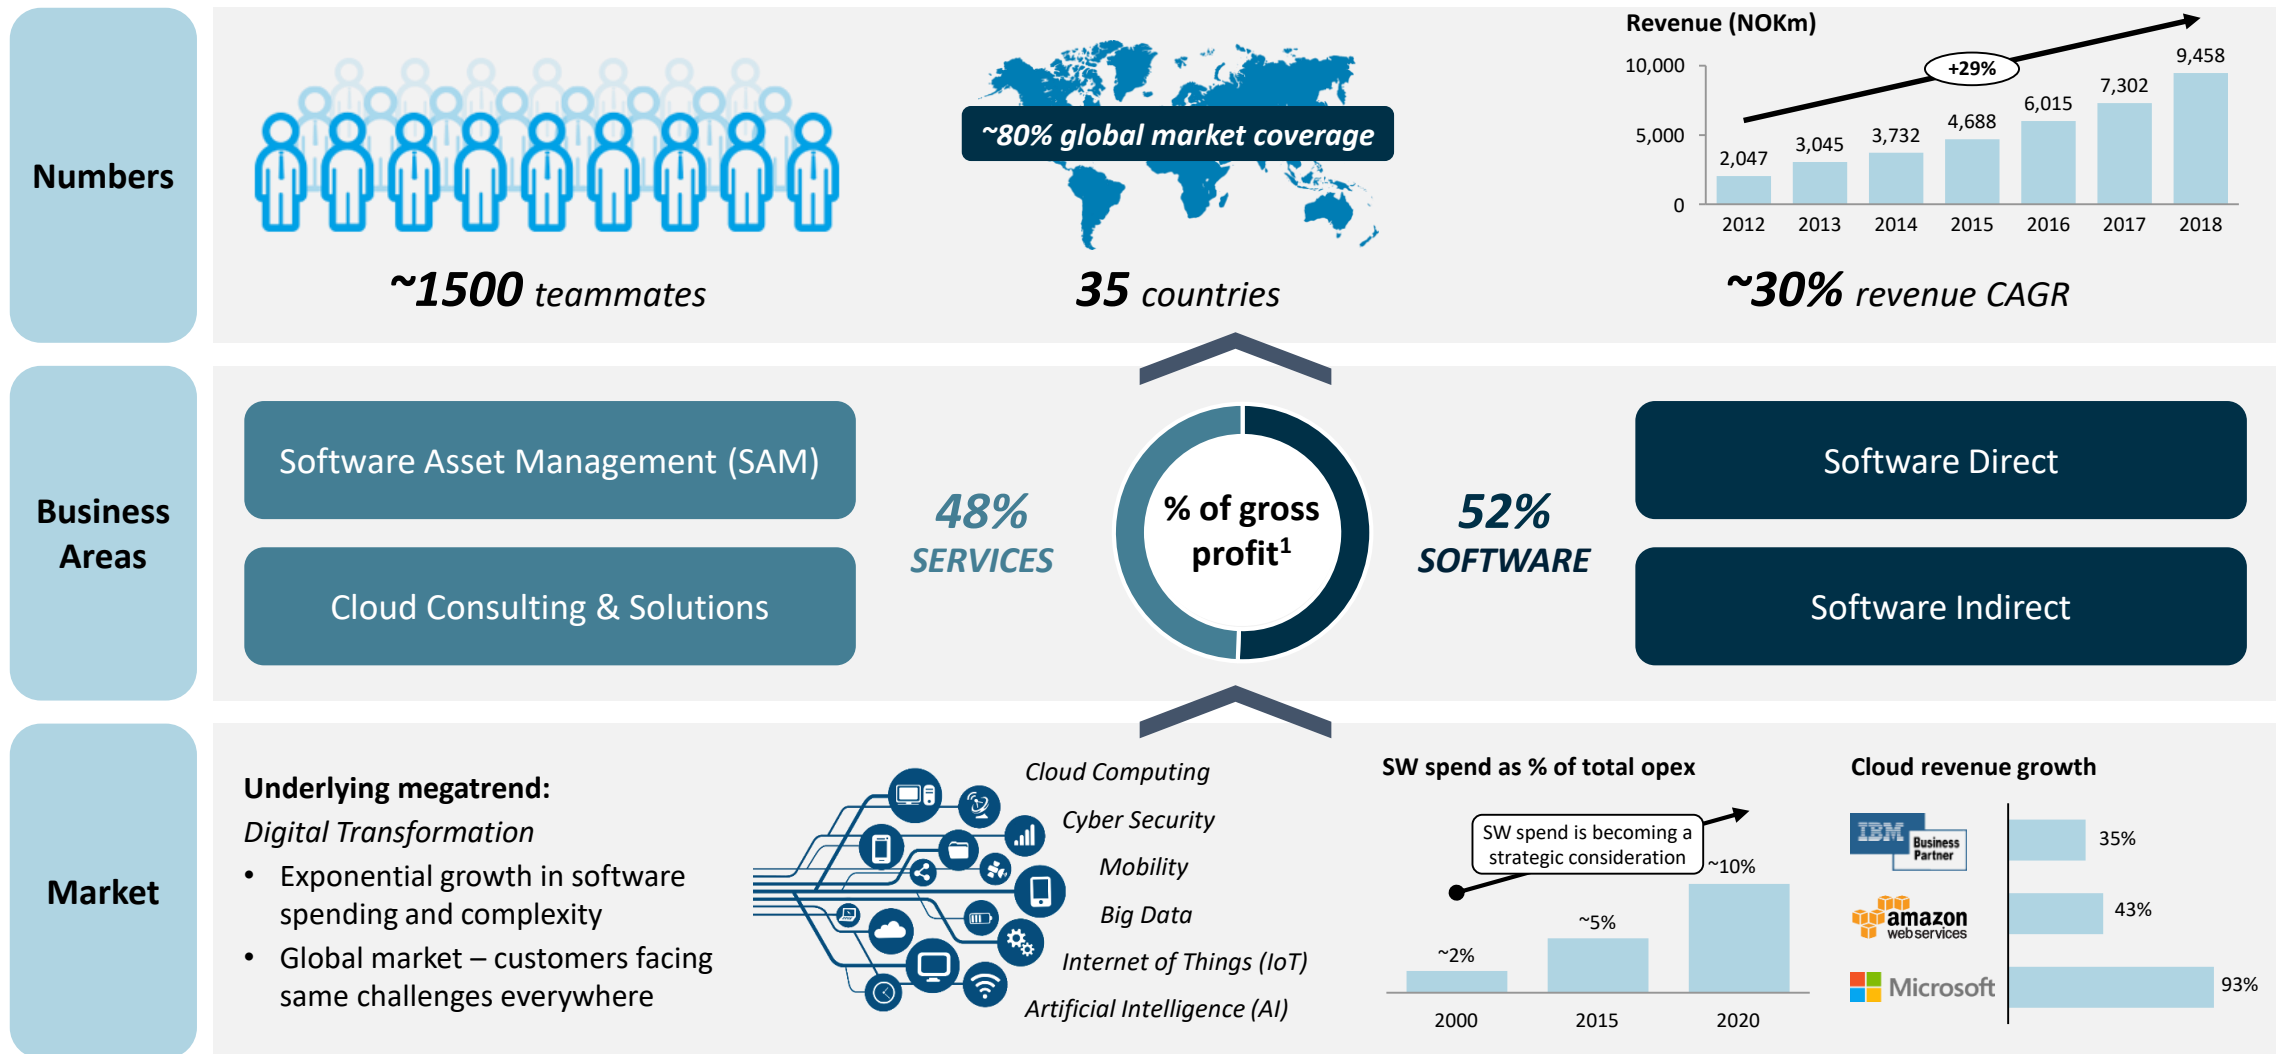 Numbers
~1500 teammates
~80% global market coverage
35 countries
Revenue (NOKm)
10,000
5,000
0
+29%
2,047
3,045
3,732
4,688
6,015
7,302
9,458
2012 2013 2014 2015 2016 2017 2018
~30% revenue CAGR
Business
Areas
Software Asset Management (SAM)
Cloud Consulting & Solutions
48%
SERVICES
% of gross
profit1
52%
SOFTWARE
Software Direct
Software Indirect
Market
Underlying megatrend:
Digital Transformation
• Exponential growth in software
spending and complexity
• Global market – customers facing
same challenges everywhere
Cloud Computing
Cyber Security
Mobility
Big Data
Internet of Things (IoT)
Artificial Intelligence (AI)
SW spend as % of total opex
SW spend is becoming a
strategic consideration
~2%
~5%
~10%
2000 2015 2020
Cloud revenue growth
IBM
Business
Partner
35%
amazon
webservices
43%
Microsoft
93%